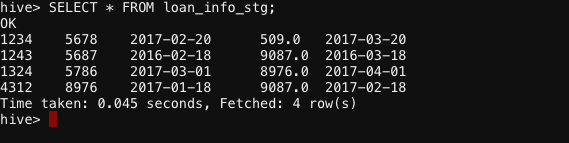 hive> SELECT * FROM loan_info_stg;
OK
1234 5678 2017-02-20 509.0 2017-03-20
1243 5687 2016-02-18 9087.0 2016-03-18
1324 5786 2017-03-01 8976.0 2017-04-01
4312 8976 2017-01-18 9087.0 2017-02-18
Time taken: 0.045 seconds, Fetched: 4 row(s)
hive>